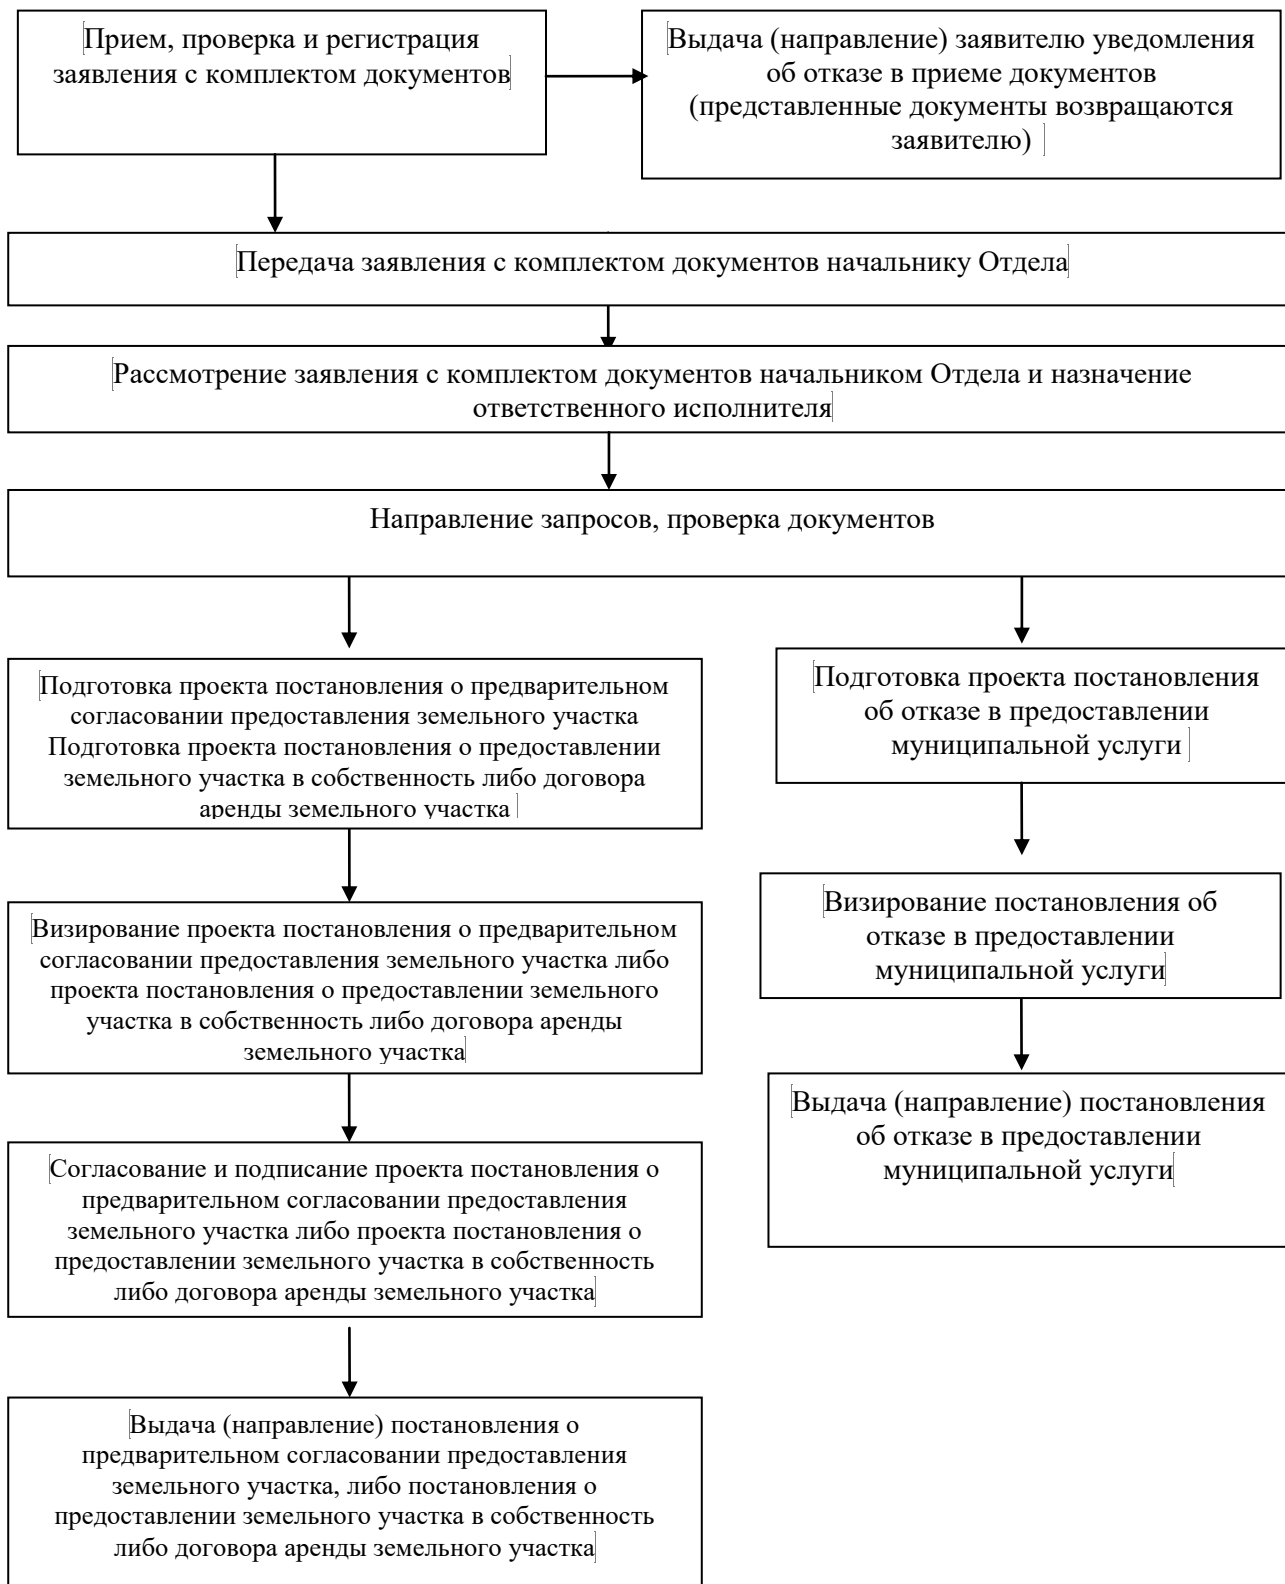 Прием, проверка и регистрация
заявления с комплектом документов
Выдача (направление) заявителю уведомления
об отказе в приеме документов
(представленные документы возвращаются
заявителю)
Передача заявления с комплектом документов начальнику Отдела
Рассмотрение заявления с комплектом документов начальником Отдела и назначение
ответственного исполнителя
Направление запросов, проверка документов
Подготовка проекта постановления о предварительном
согласовании предоставления земельного участка
Подготовка проекта постановления о предоставлении
земельного участка в собственность либо договора
аренды земельного участка
Подготовка проекта постановления
об отказе в предоставлении
муниципальной услуги
Визирование проекта постановления о предварительном
согласовании предоставления земельного участка либо
проекта постановления о предоставлении земельного
участка в собственность либо договора аренды
земельного участка
Визирование постановления об
отказе в предоставлении
муниципальной услуги
Согласование и подписание проекта постановления о
предварительном согласовании предоставления
земельного участка либо проекта постановления о
предоставлении земельного участка в собственность
либо договора аренды земельного участка
Выдача (направление) постановления
об отказе в предоставлении
муниципальной услуги
Выдача (направление) постановления о
предварительном согласовании предоставления
земельного участка, либо постановления о
предоставлении земельного участка в собственность
либо договора аренды земельного участка